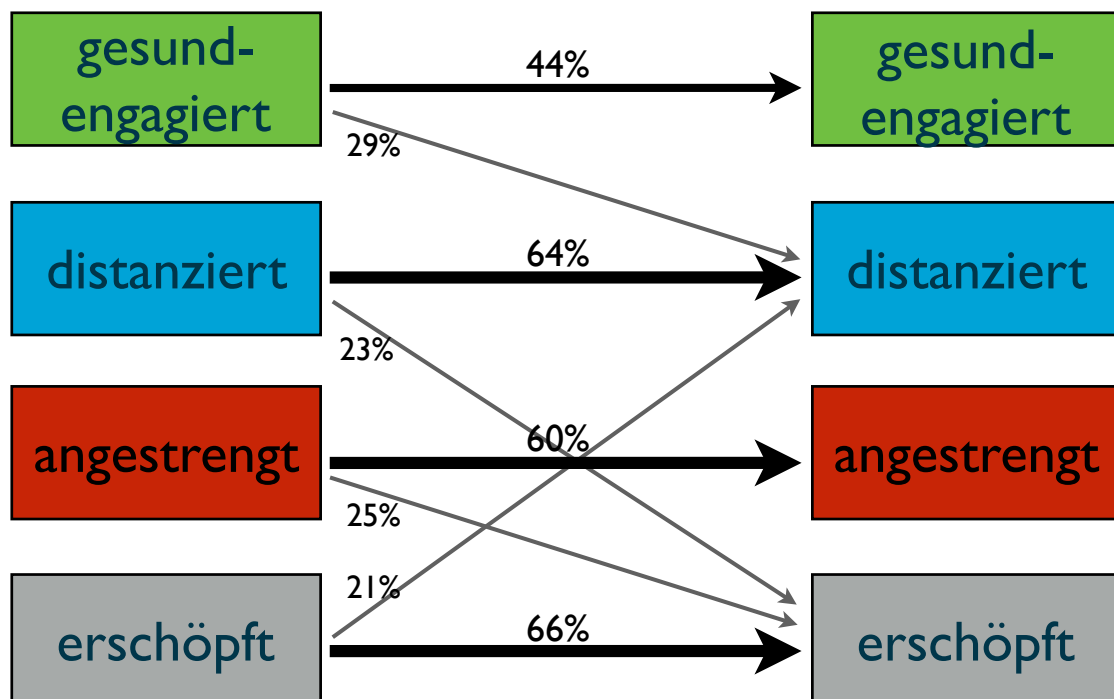 gesund-
engagiert
44%
gesund-
engagiert
29%
distanziert
64%
distanziert
23%
angestrengt
60%
angestrengt
25%
21%
erschöpft
66%
erschöpft